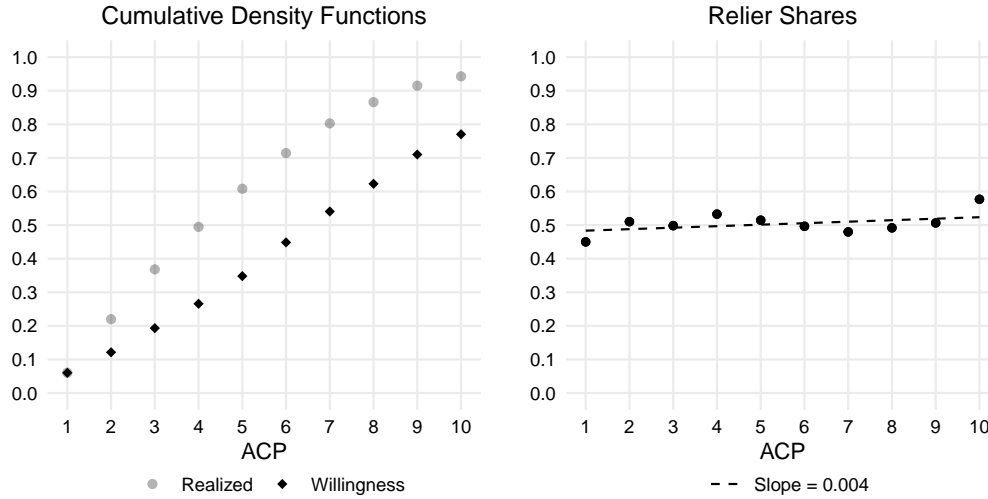 Cumulative Density Functions
1.0
0.9
0.8
0.7
0.6
0.5
0.4
0.3
0.2
0.1
0.0
1 2 3 4 5 6 7 8 9 10
ACP
Realized Willingness
Relier Shares
1.0
0.9
0.8
0.7
0.6
0.5
0.4
0.3
0.2
0.1
0.0
1 2 3 4 5 6 7 8 9 10
ACP
Slope = 0.004